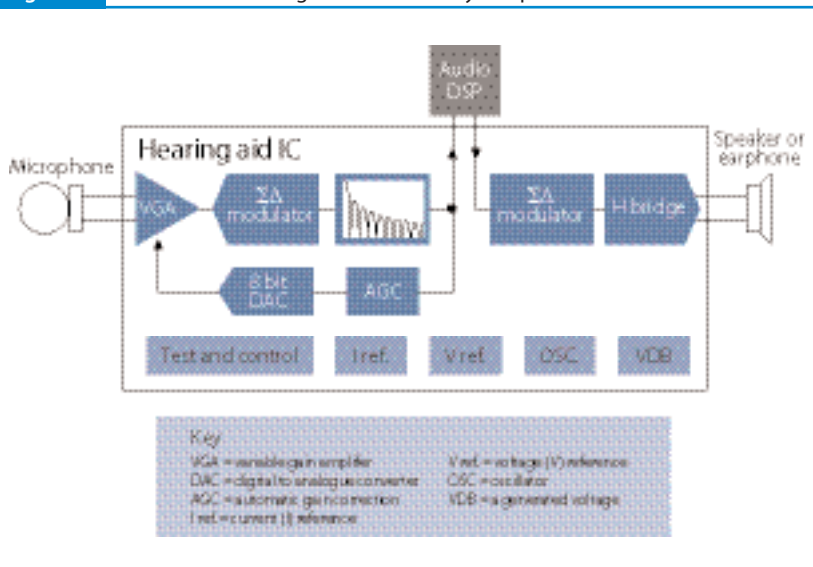 Audio
DSP
Hearing aid IC
Microphone
Speaker or
earphone
VGA
ΣΔ
modulator
ΣΔ
modulator
H-bridge
8 bit
DAC
AGC
Test and control
I ref.
V ref.
OSC
VDB
Key
VGA = variable gain amplifier
DAC = digital to analogue converter
AGC = automatic gain correction
I ref. = current (I) reference
V ref. = voltage (V) reference
OSC = oscillator
VDB = a generated voltage